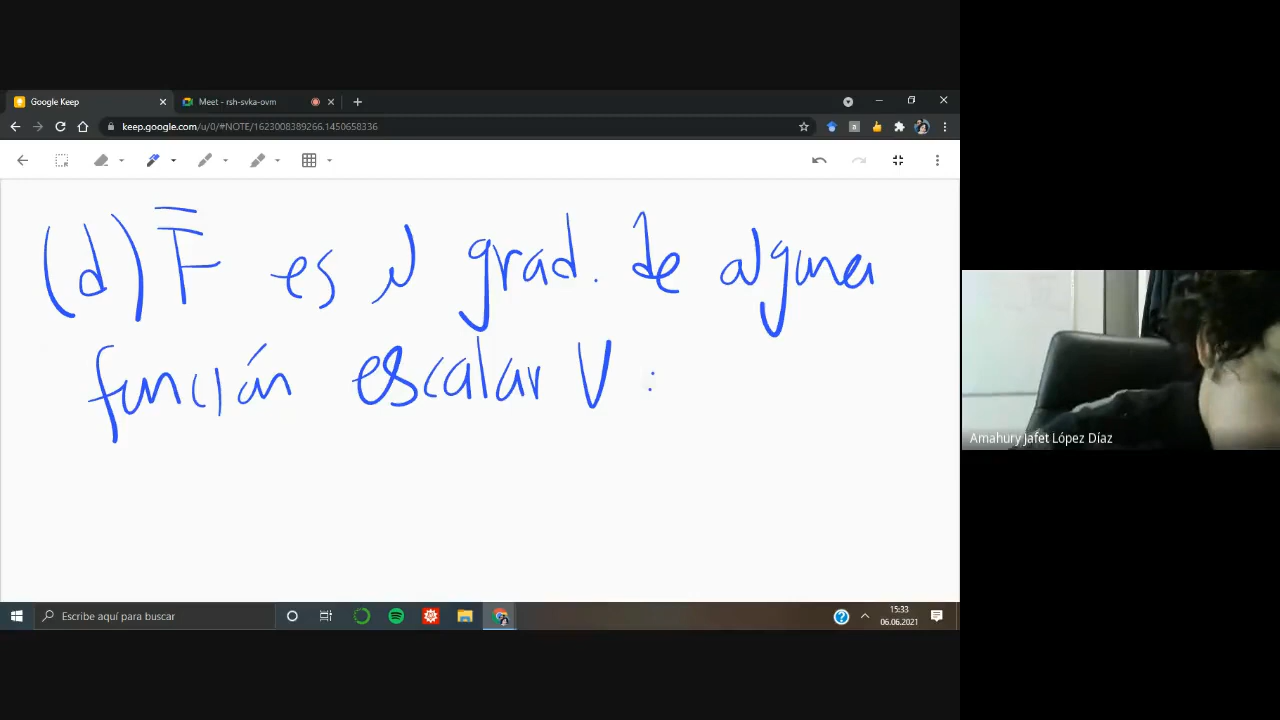 Google Keep
Meet - rsh-svka-ovm
keep.google.com/u/0/#NOTE/1623008389266.1450658336
(d) F̿ es el grad. de alguna
función escalar V :
Amahury Jafet López Díaz
Escribe aquí para buscar
15:33
06.06.2021